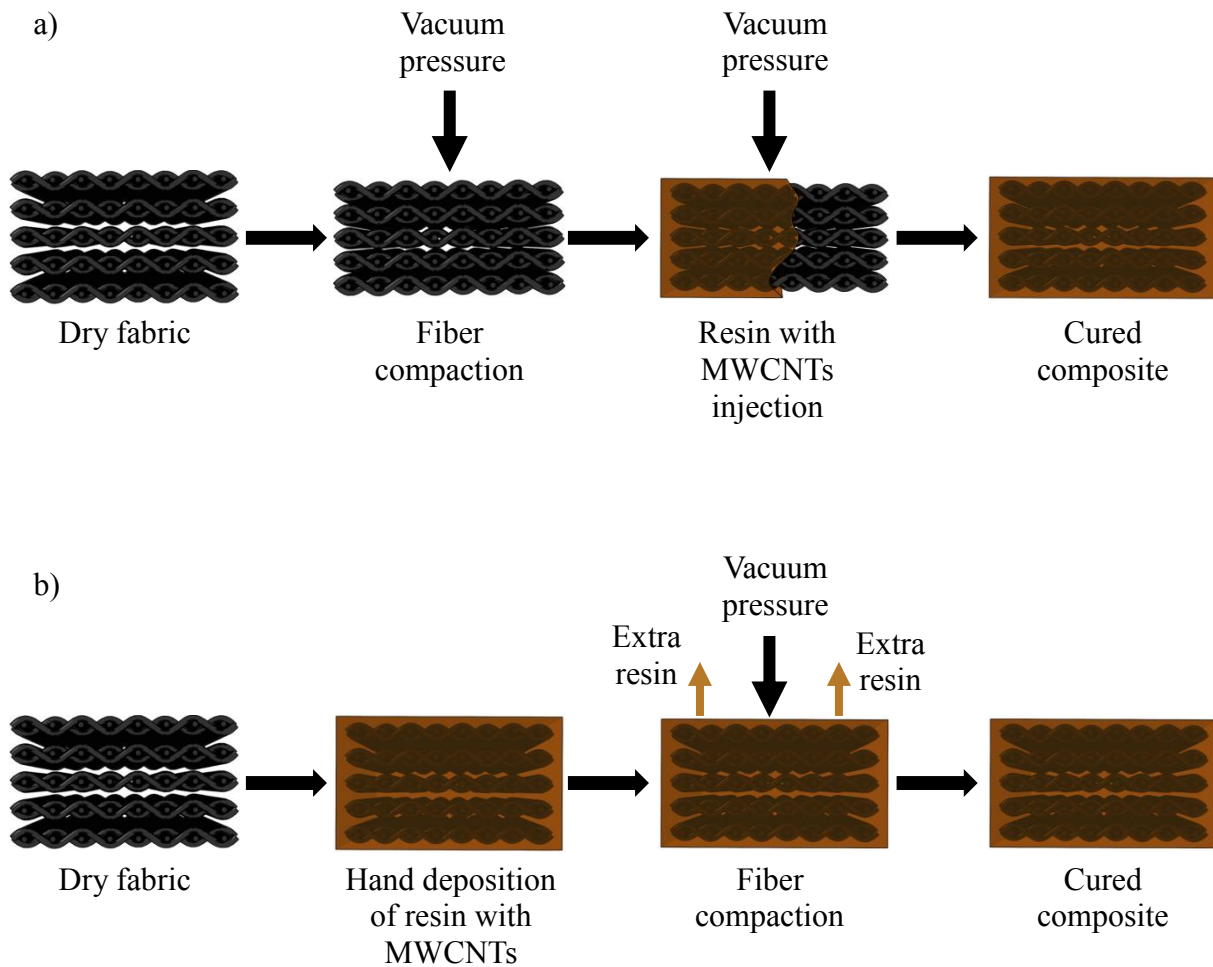 a)
Vacuum
pressure
Vacuum
pressure
Dry fabric
Fiber
compaction
Resin with
MWCNTs
injection
Cured
composite
b)
Vacuum
pressure
Extra
resin
Extra
resin
Dry fabric
Hand deposition
of resin with
MWCNTs
Fiber
compaction
Cured
composite